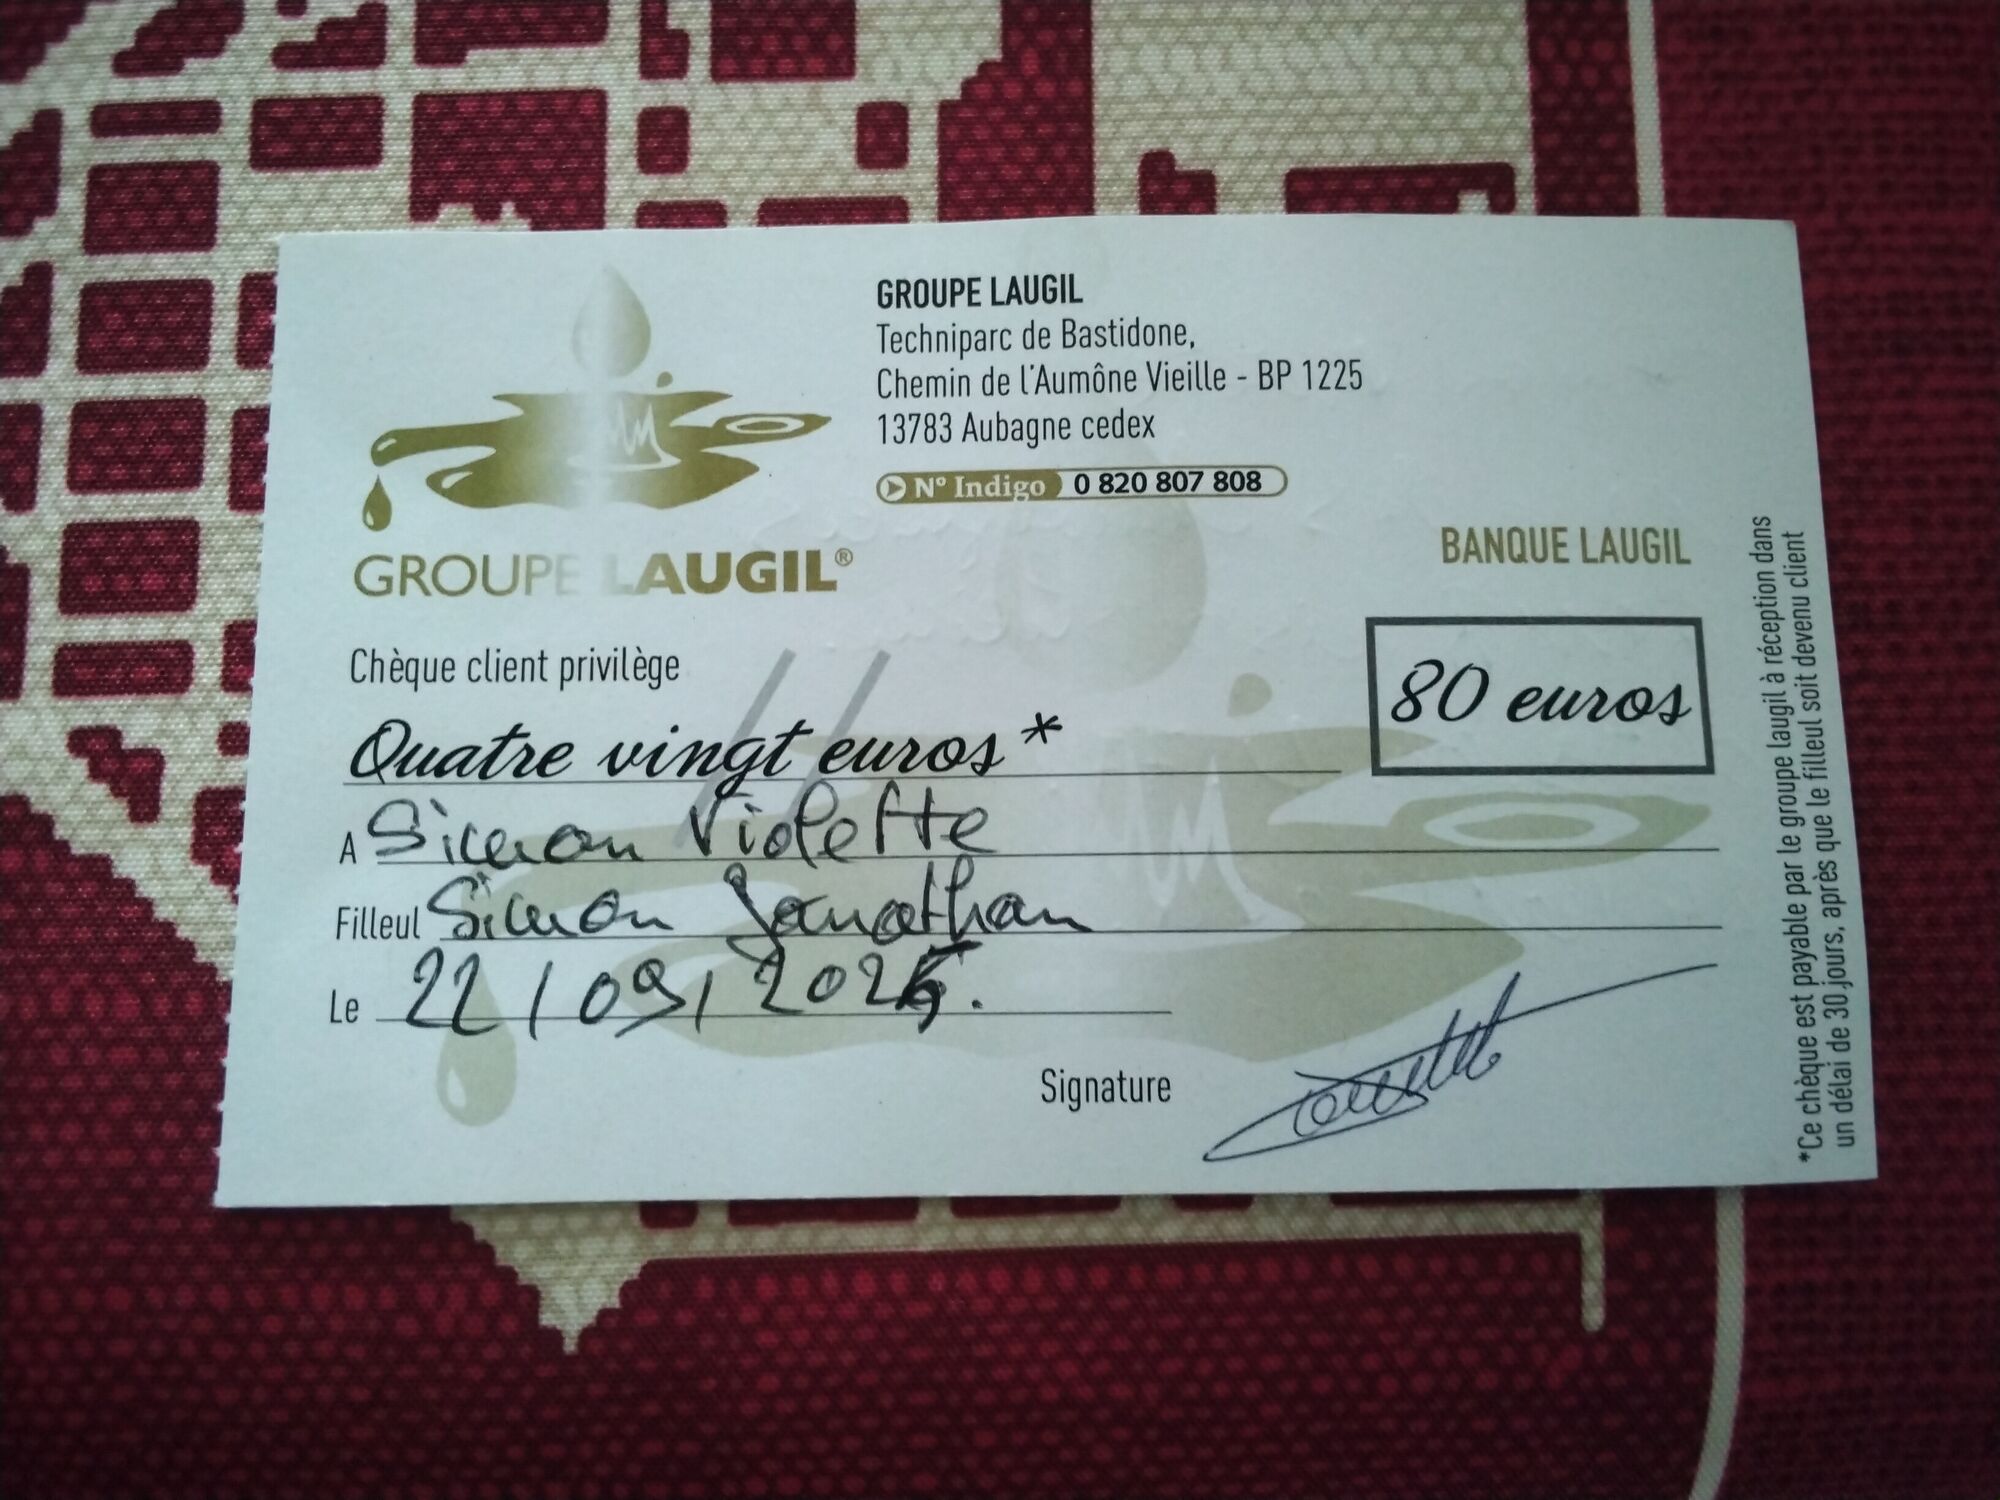 GROUPE LAUGIL
Techniparc de Bastidone,
Chemin de l'Aumône Vieille - BP 1225
13783 Aubagne cedex
N° Indigo 0 820 807 808
GROUPE LAUGIL®
BANQUE LAUGIL
Chèque client privilège
80 euros
Quatre vingt euros *
A Simon Violette
Filleul Simon Jonathan
Le 22/09/2025.
Signature
*Ce chèque est payable par le groupe laugil à réception dans
un délai de 30 jours, après que le filleul soit devenu client